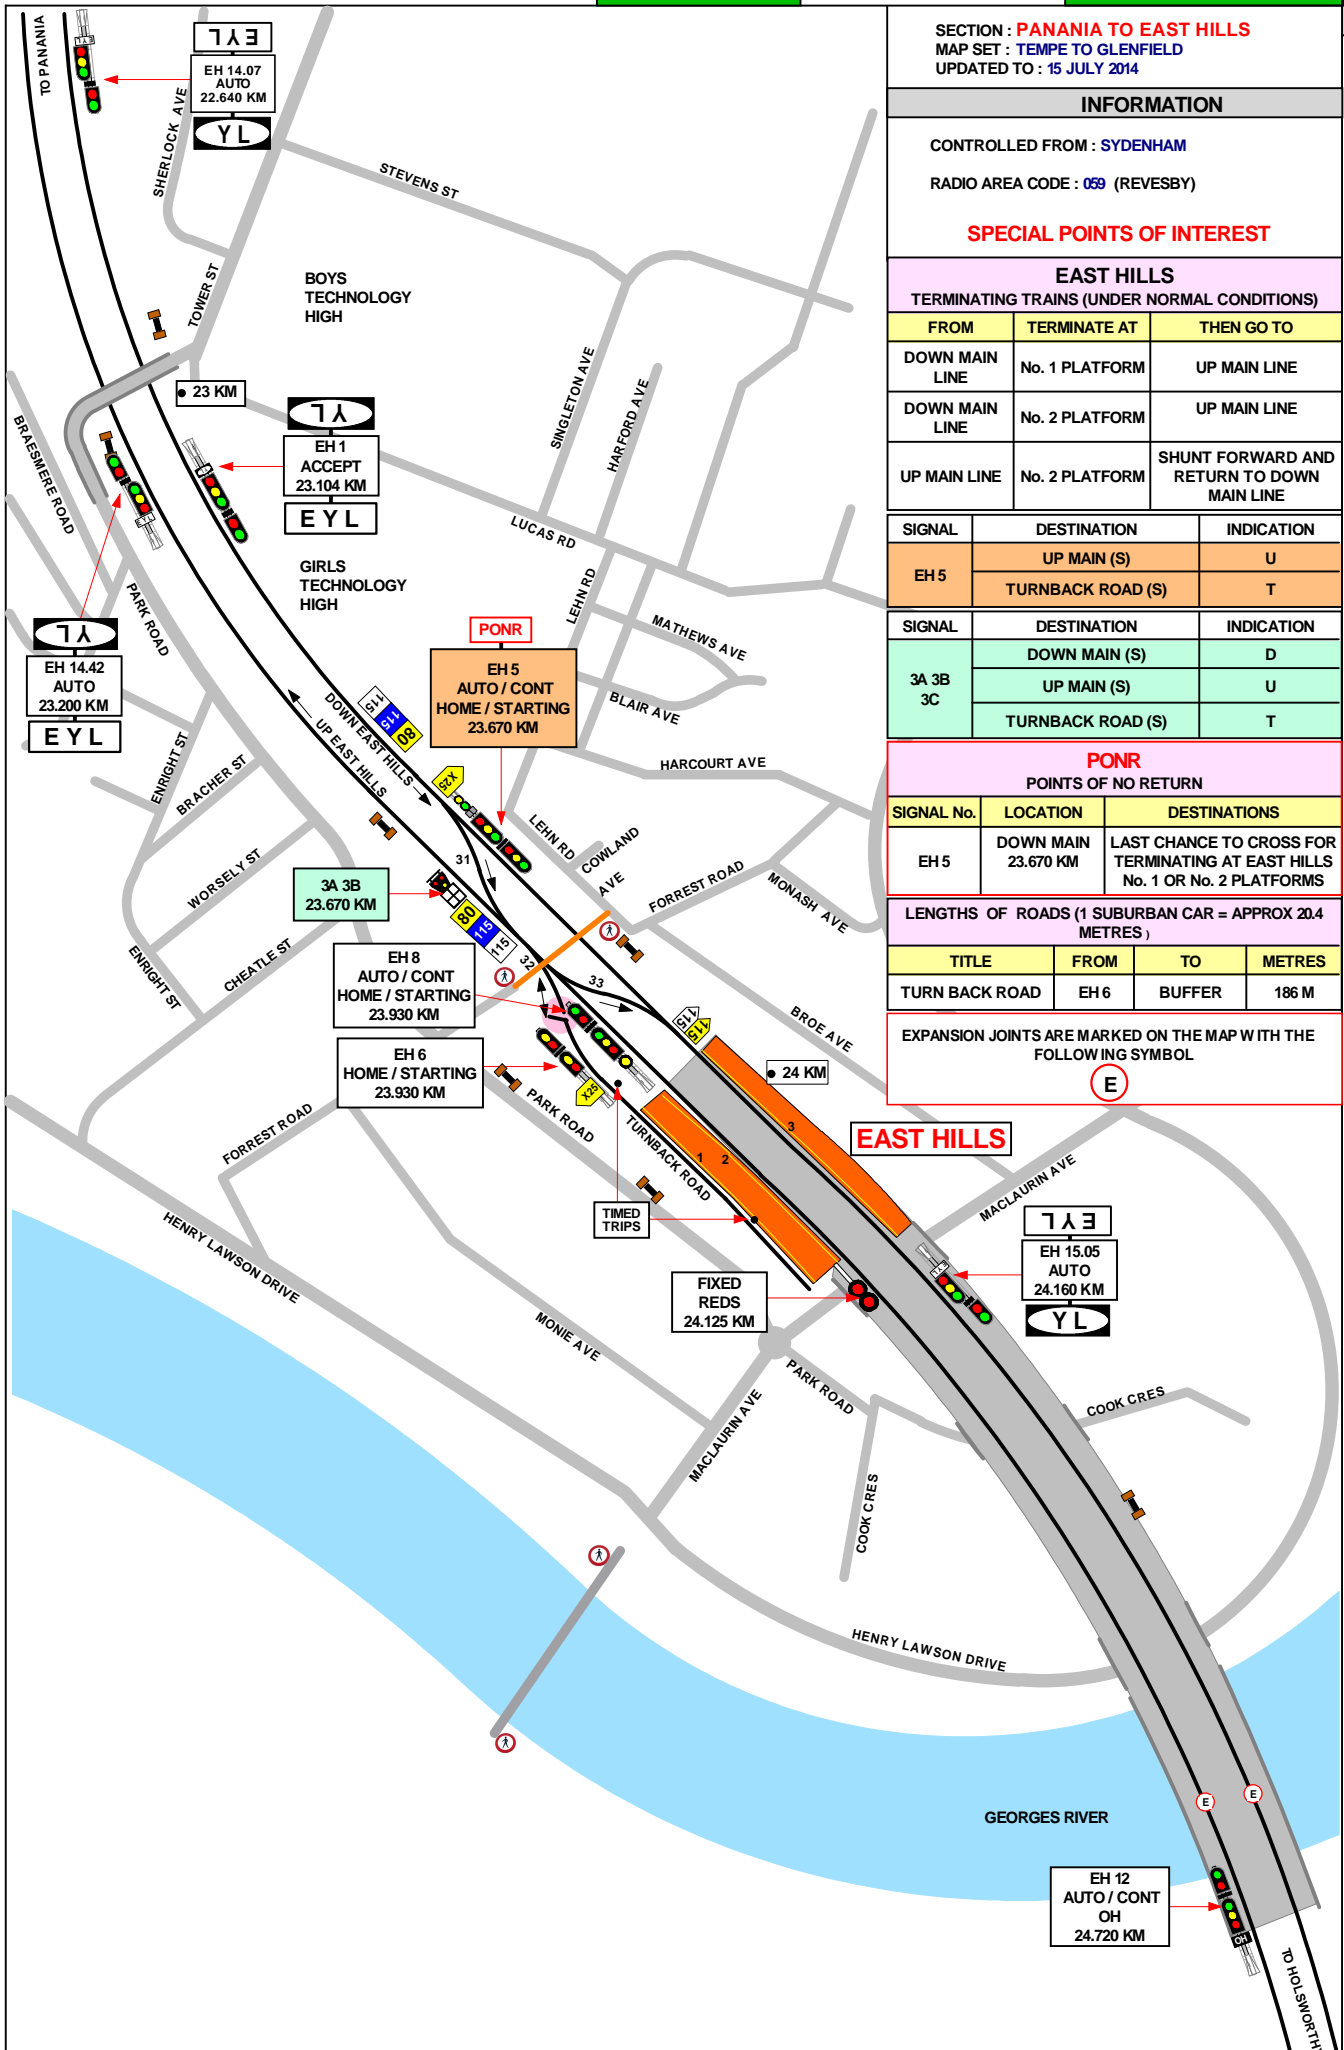 SECTION : PANANIA TO EAST HILLS
MAP SET : TEMPE TO GLENFIELD
UPDATED TO : 15 JULY 2014
INFORMATION
CONTROLLED FROM : SYDENHAM
RADIO AREA CODE : 059 (REVESBY)
SPECIAL POINTS OF INTEREST
EAST HILLS
TERMINATING TRAINS (UNDER NORMAL CONDITIONS)
FROM TERMINATE AT THEN GO TO
DOWN MAIN LINE No. 1 PLATFORM UP MAIN LINE
DOWN MAIN LINE No. 2 PLATFORM UP MAIN LINE
UP MAIN LINE No. 2 PLATFORM SHUNT FORWARD AND RETURN TO DOWN MAIN LINE
SIGNAL DESTINATION INDICATION
EH 5 UP MAIN (S) U
TURNBACK ROAD (S) T
SIGNAL DESTINATION INDICATION
3A 3B 3C DOWN MAIN (S) D
UP MAIN (S) U
TURNBACK ROAD (S) T
PONR
POINTS OF NO RETURN
SIGNAL No. LOCATION DESTINATIONS
EH 5 DOWN MAIN 23.670 KM LAST CHANCE TO CROSS FOR TERMINATING AT EAST HILLS No. 1 OR No. 2 PLATFORMS
LENGTHS OF ROADS (1 SUBURBAN CAR = APPROX 20.4 METRES )
TITLE FROM TO METRES
TURN BACK ROAD EH 6 BUFFER 186 M
EXPANSION JOINTS ARE MARKED ON THE MAP WITH THE FOLLOWING SYMBOL
E
TO PANANIA
EYL
EH 14.07
AUTO
22.640 KM
YL
SHERLOCK AVE
STEVENS ST
TOWER ST
BOYS
TECHNOLOGY
HIGH
23 KM
YL
EH 1
ACCEPT
23.104 KM
EYL
SINGLETON AVE
HARFORD AVE
BRAESMERE ROAD
LUCAS RD
GIRLS
TECHNOLOGY
HIGH
PARK ROAD
LEHN RD
MATHEWS AVE
YL
EH 14.42
AUTO
23.200 KM
EYL
PONR
EH 5
AUTO / CONT
HOME / STARTING
23.670 KM
BLAIR AVE
HARCOURT AVE
115
115
80
DOWN EAST HILLS
UP EAST HILLS
X25
ENRIGHT ST
BRACHER ST
WORSELY ST
LEHN RD
COWLAND AVE
FORREST ROAD
MONASH AVE
31
3A 3B
23.670 KM
80
115
115
ENRIGHT ST
CHEATLE ST
32
33
EH 8
AUTO / CONT
HOME / STARTING
23.930 KM
EH 6
HOME / STARTING
23.930 KM
X25
115
115
BROE AVE
24 KM
PARK ROAD
TURNBACK ROAD
1 2
3
EAST HILLS
FORREST ROAD
TIMED
TRIPS
MACLAURIN AVE
HENRY LAWSON DRIVE
EYL
EH 15.05
AUTO
24.160 KM
YL
FIXED
REDS
24.125 KM
MONIE AVE
PARK ROAD
MACLAURIN AVE
COOK CRES
COOK CRES
HENRY LAWSON DRIVE
E
E
GEORGES RIVER
EH 12
AUTO / CONT
OH
24.720 KM
OH